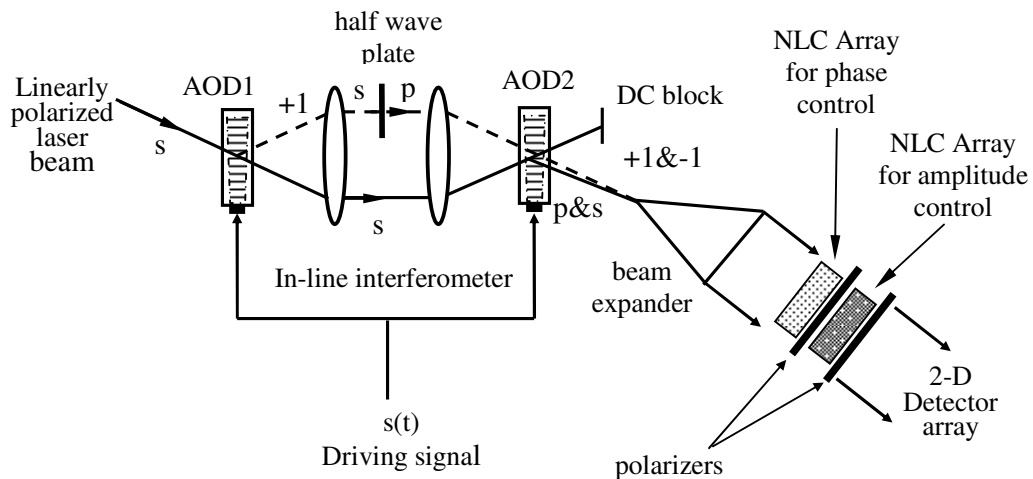 half wave
plate
NLC Array
for phase
control
AOD1
AOD2
Linearly
polarized
laser
beam
s
+1
s
p
DC block
NLC Array
for amplitude
control
+1&-1
p&s
s
In-line interferometer
beam
expander
2-D
Detector
array
s(t)
Driving signal
polarizers